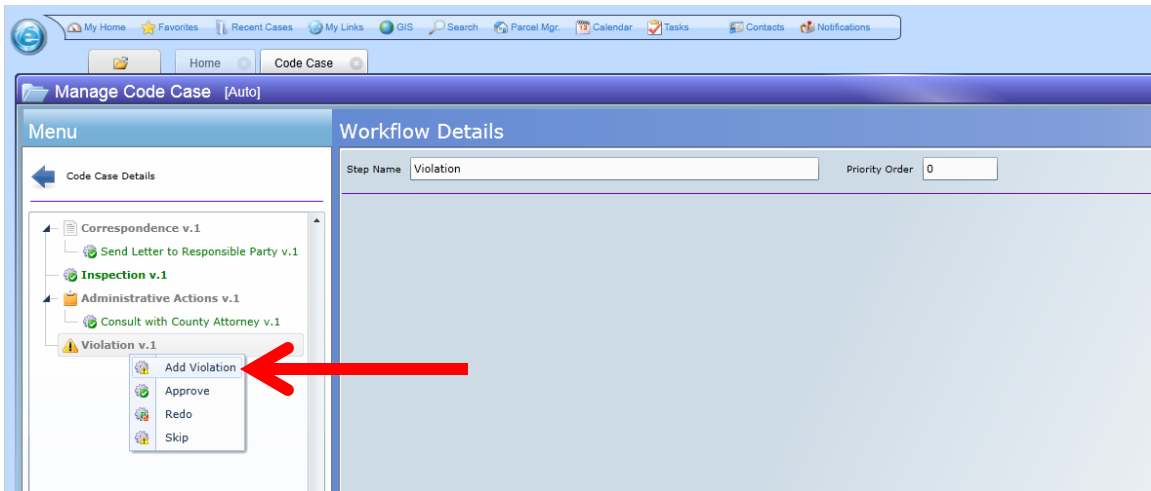 My Home Favorites Recent Cases My Links GIS Search Parcel Mgr. Calendar Tasks Contacts Notifications
Home Code Case
Manage Code Case [Auto]
Menu
Workflow Details
Code Case Details
Step Name Violation Priority Order 0
Correspondence v.1
Send Letter to Responsible Party v.1
Inspection v.1
Administrative Actions v.1
Consult with County Attorney v.1
Violation v.1
Add Violation
Approve
Redo
Skip